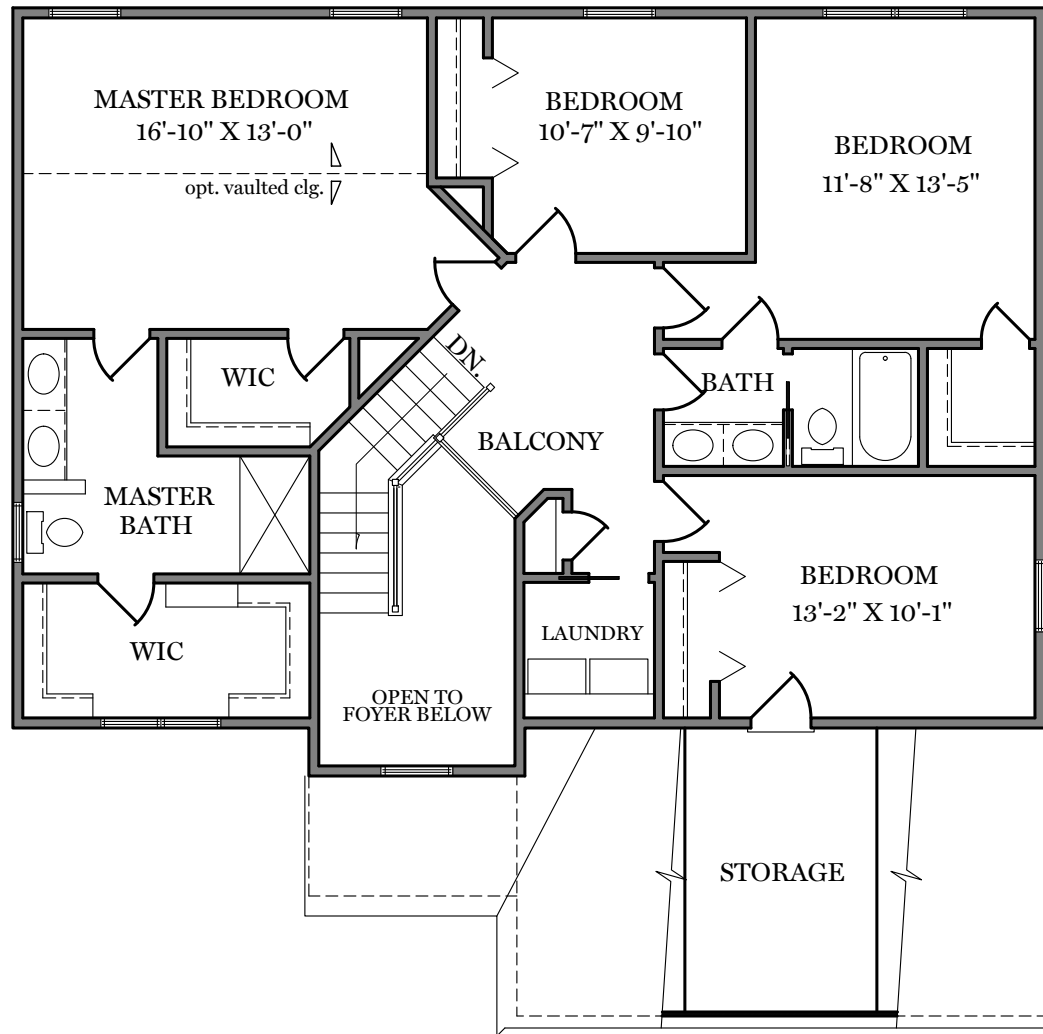 MASTER BEDROOM
16'-10" X 13'-0"
opt. vaulted clg.
BEDROOM
10'-7" X 9'-10"
BEDROOM
11'-8" X 13'-5"
DN.
WIC
BATH
BALCONY
MASTER
BATH
BEDROOM
13'-2" X 10'-1"
WIC
LAUNDRY
OPEN TO
FOYER BELOW
STORAGE